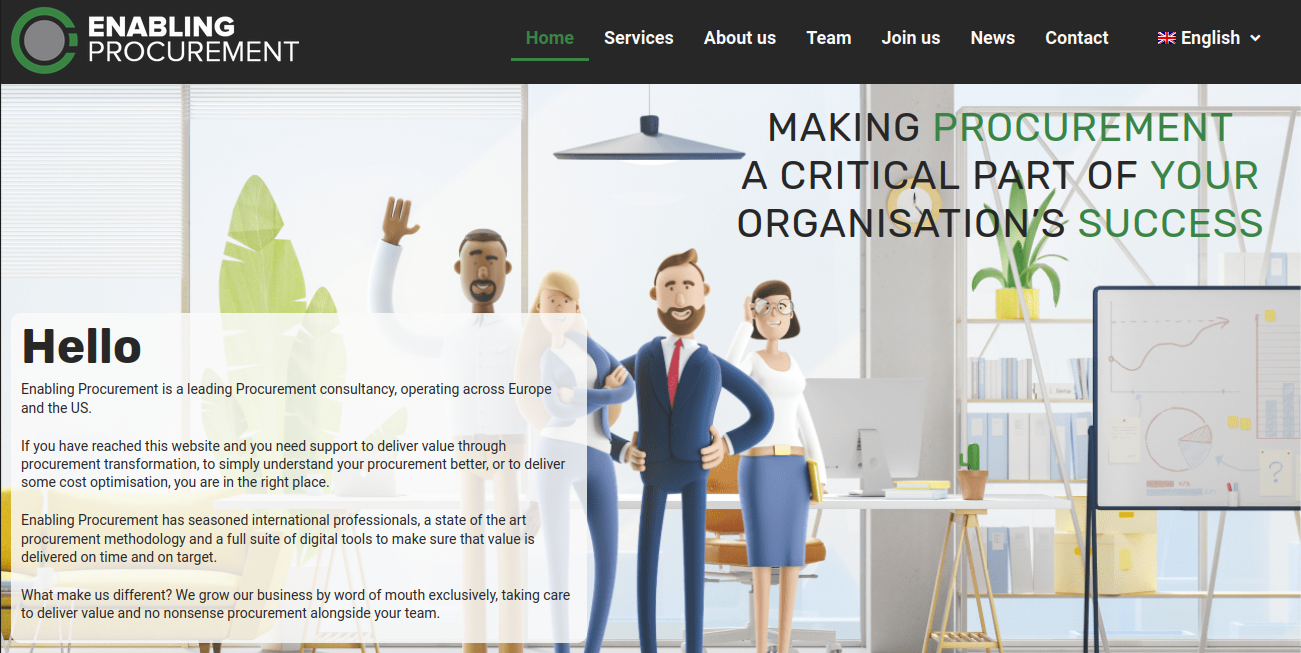 ENABLING
PROCUREMENT
Home Services About us Team Join us News Contact English
MAKING PROCUREMENT
A CRITICAL PART OF YOUR
ORGANISATION'S SUCCESS
Hello
Enabling Procurement is a leading Procurement consultancy, operating across Europe
and the US.
If you have reached this website and you need support to deliver value through
procurement transformation, to simply understand your procurement better, or to deliver
some cost optimisation, you are in the right place.
Enabling Procurement has seasoned international professionals, a state of the art
procurement methodology and a full suite of digital tools to make sure that value is
delivered on time and on target.
What make us different? We grow our business by word of mouth exclusively, taking care
to deliver value and no nonsense procurement alongside your team.
?